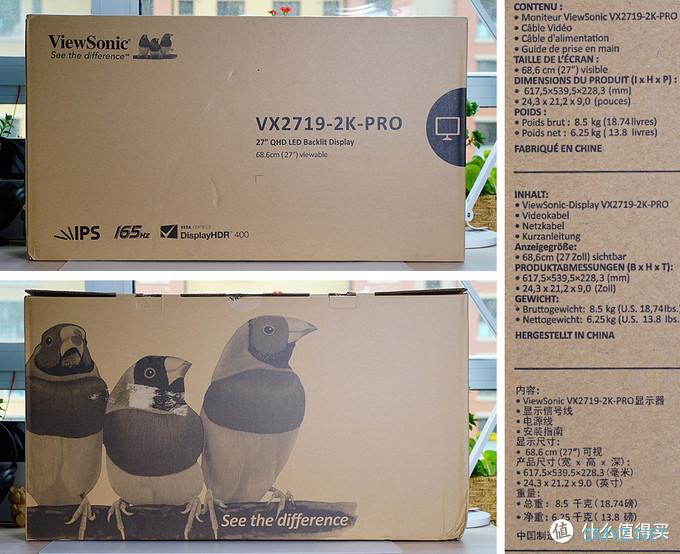 ViewSonic®
See the difference™
VX2719-2K-PRO
27" QHD LED Backlit Display
68.6cm (27") viewable
IPS
165Hz
VESA CERTIFIED
DisplayHDR™ 400
See the difference
CONTENU :
• Moniteur ViewSonic VX2719-2K-PRO
• Câble Vidéo
• Câble d'alimentation
• Guide de prise en main
TAILLE DE L'ÉCRAN :
• 68,6 cm (27") visible
DIMENSIONS DU PRODUIT (l x H x P) :
• 617,5×539,5×228,3 (mm)
• 24,3 x 21,2 x 9,0 (pouces)
POIDS :
• Poids brut : 8.5 kg (18.74 livres)
• Poids net : 6.25 kg (13.8 livres)
FABRIQUÉ EN CHINE
INHALT:
• ViewSonic-Display VX2719-2K-PRO
• Videokabel
• Netzkabel
• Kurzanleitung
Anzeigegröße:
• 68,6cm (27 Zoll) sichtbar
PRODUKTABMESSUNGEN (B x H x T):
• 617,5×539,5×228,3 (mm)
• 24,3 x 21,2 x 9,0 (Zoll)
GEWICHT:
• Bruttogewicht: 8.5 kg (U.S. 18,74lbs.
• Nettogewicht: 6.25 kg (U.S. 13.8 lbs.
HERGESTELLT IN CHINA
内容:
• ViewSonic VX2719-2K-PRO显示器
• 显示信号线
• 电源线
• 安装指南
显示尺寸:
• 68.6 cm (27") 可视
产品尺寸(宽 x 高 x 深):
• 617.5×539.5×228.3(毫米)
• 24.3 x 21.2 x 9.0 (英寸)
重量:
• 总重: 8.5 千克(18.74磅)
• 净重: 6.25 千克(13.8 磅)
中国制造
值 什么值得买